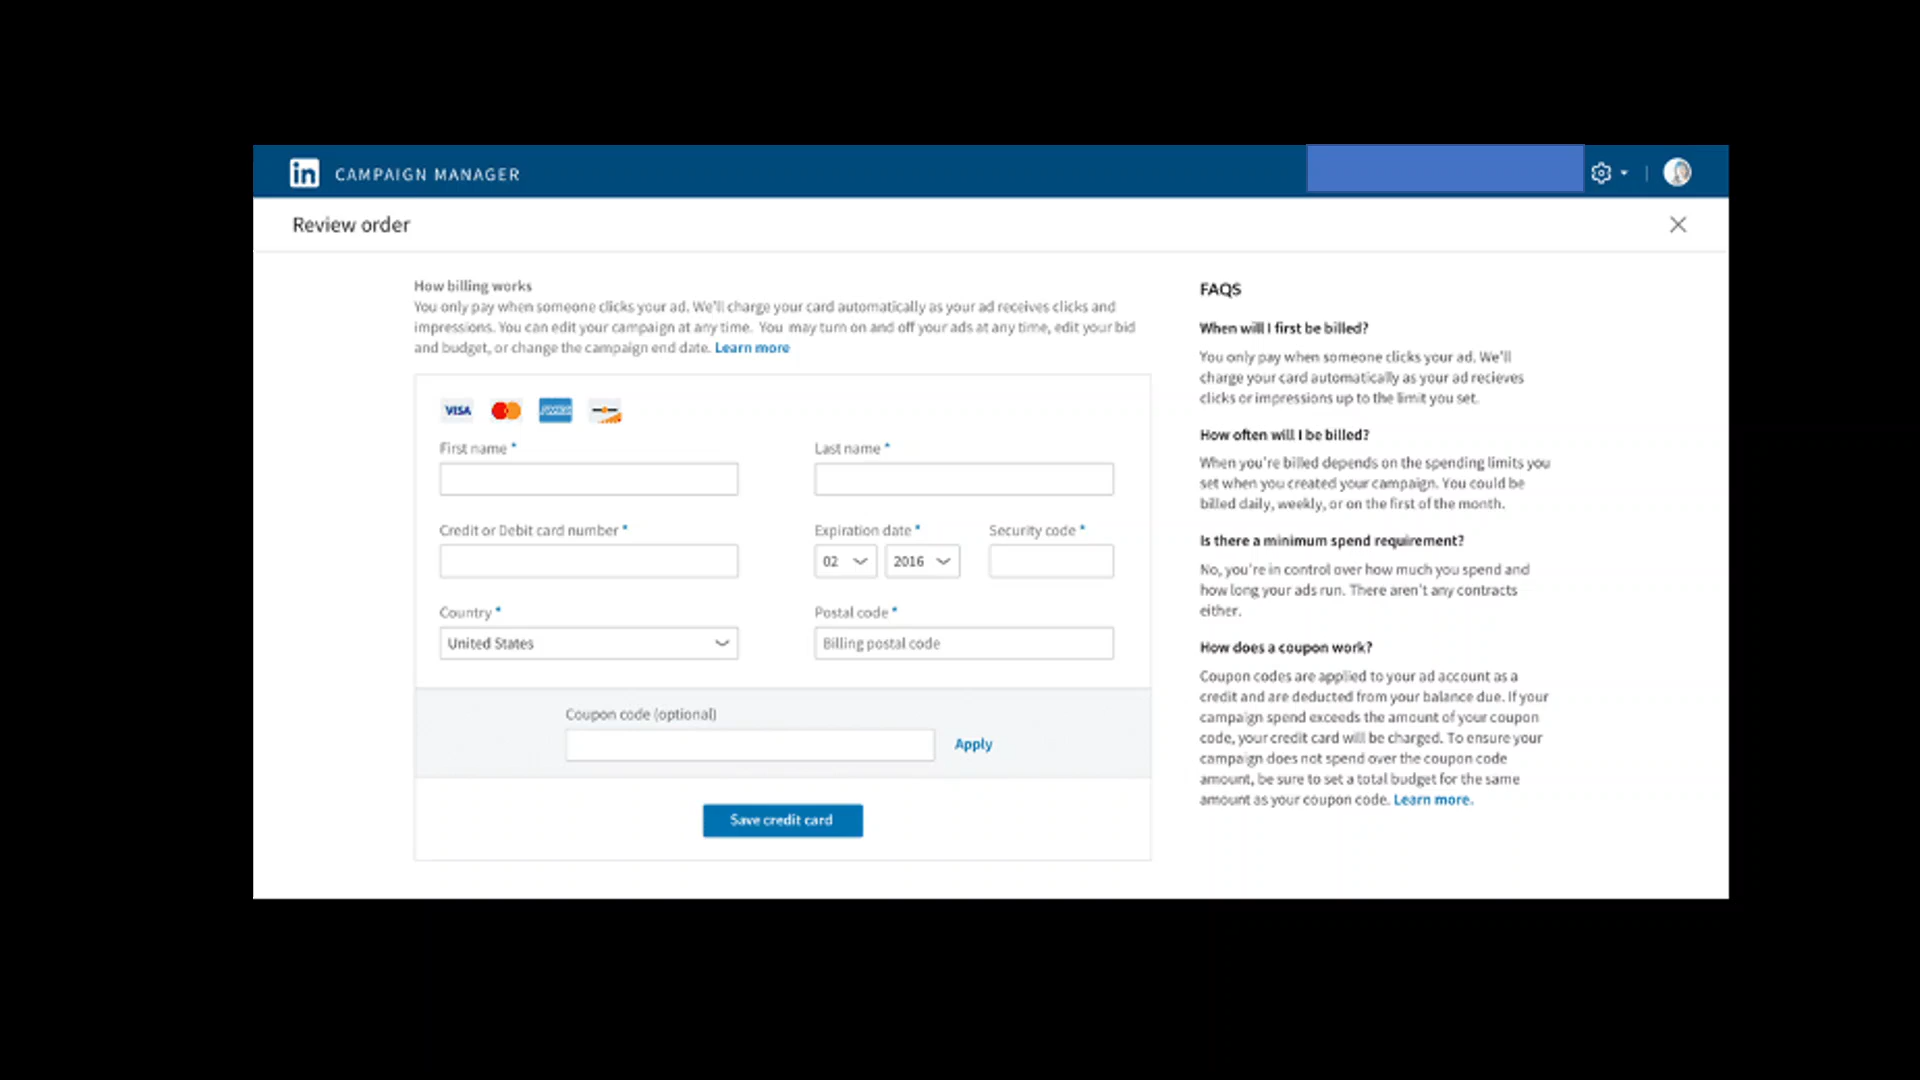 in CAMPAIGN MANAGER
Review order
How billing works
You only pay when someone clicks your ad. We'll charge your card automatically as your ad receives clicks and
impressions. You can edit your campaign at any time. You may turn on and off your ads at any time, edit your bid
and budget, or change the campaign end date. Learn more
VISA
First name *
Last name *
Credit or Debit card number *
Expiration date *
Security code *
02
2016
Country *
Postal code *
United States
Billing postal code
Coupon code (optional)
Apply
Save credit card
FAQS
When will I first be billed?
You only pay when someone clicks your ad. We'll
charge your card automatically as your ad recieves
clicks or impressions up to the limit you set.
How often will I be billed?
When you're billed depends on the spending limits you
set when you created your campaign. You could be
billed daily, weekly, or on the first of the month.
Is there a minimum spend requirement?
No, you're in control over how much you spend and
how long your ads run. There aren't any contracts
either.
How does a coupon work?
Coupon codes are applied to your ad account as a
credit and are deducted from your balance due. If your
campaign spend exceeds the amount of your coupon
code, your credit card will be charged. To ensure your
campaign does not spend over the coupon code
amount, be sure to set a total budget for the same
amount as your coupon code. Learn more.